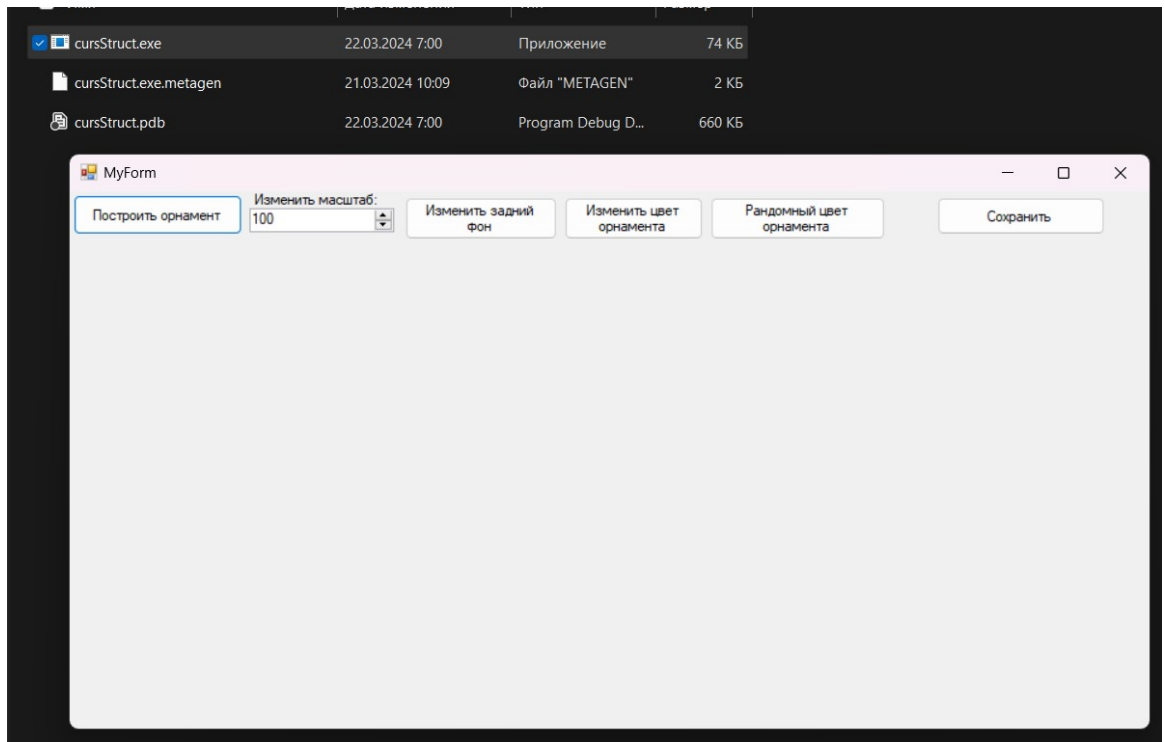 cursStruct.exe 22.03.2024 7:00 Приложение 74 КБ
cursStruct.exe.metagen 21.03.2024 10:09 Файл "METAGEN" 2 КБ
cursStruct.pdb 22.03.2024 7:00 Program Debug D... 660 КБ
MyForm
Построить орнамент
Изменить масштаб:
100
Изменить задний
фон
Изменить цвет
орнамента
Рандомный цвет
орнамента
Сохранить